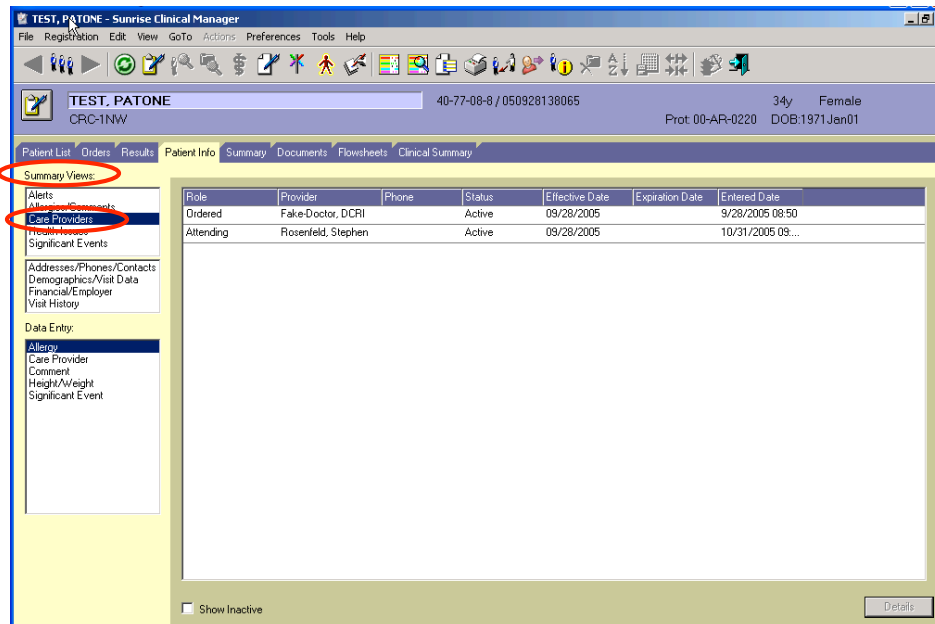 TEST, PATONE - Sunrise Clinical Manager
File Registration Edit View GoTo Actions Preferences Tools Help
TEST, PATONE 40-77-08-8 / 050928138065 34y Female
CRC-1NW Prot: 00-AR-0220 DOB:1971Jan01
Patient List Orders Results Patient Info Summary Documents Flowsheets Clinical Summary
Summary Views:
Alerts
Allergies/Comments
Care Providers
Health Issues
Significant Events
Addresses/Phones/Contacts
Demographics/Visit Data
Financial/Employer
Visit History
Data Entry:
Allergy
Care Provider
Comment
Height/Weight
Significant Event
Role Provider Phone Status Effective Date Expiration Date Entered Date
Ordered Fake-Doctor, DCRI Active 09/28/2005 9/28/2005 08:50
Attending Rosenfeld, Stephen Active 09/28/2005 10/31/2005 09:...
Show Inactive
Details